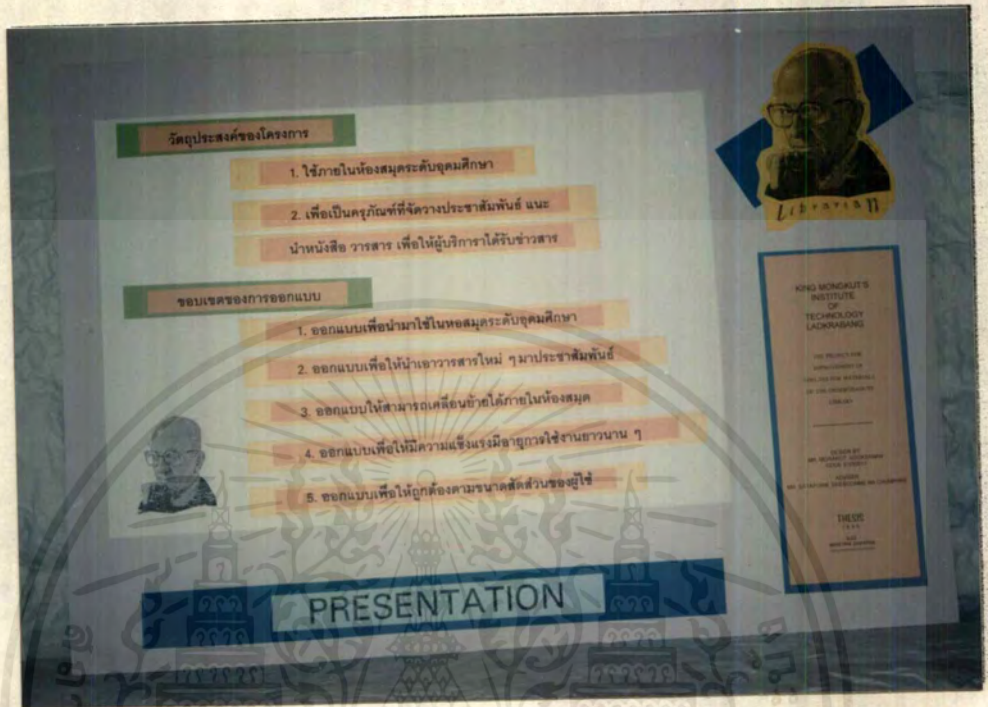 วัตถุประสงค์ของโครงการ
1. ใช้ภายในห้องสมุดระดับอุดมศึกษา
2. เพื่อเป็นครุภัณฑ์ที่จัดวางประชาสัมพันธ์ แนะ
นำหนังสือ วารสาร เพื่อให้ผู้บริการาได้รับข่าวสาร
ขอบเขตของการออกแบบ
1. ออกแบบเพื่อนำมาใช้ในหอสมุดระดับอุดมศึกษา
2. ออกแบบเพื่อให้นำเอาวารสารใหม่ ๆ มาประชาสัมพันธ์
3. ออกแบบให้สามารถเคลื่อนย้ายได้ภายในห้องสมุด
4. ออกแบบเพื่อให้มีความแข็งแรงมีอายุการใช้งานยาวนาน ๆ
5. ออกแบบเพื่อให้ถูกต้องตามขนาดสัดส่วนของผู้ใช้
PRESENTATION
Librarian
KING MONGKUT'S
INSTITUTE
OF
TECHNOLOGY
LADKRABANG
DESIGN BY
THESIS